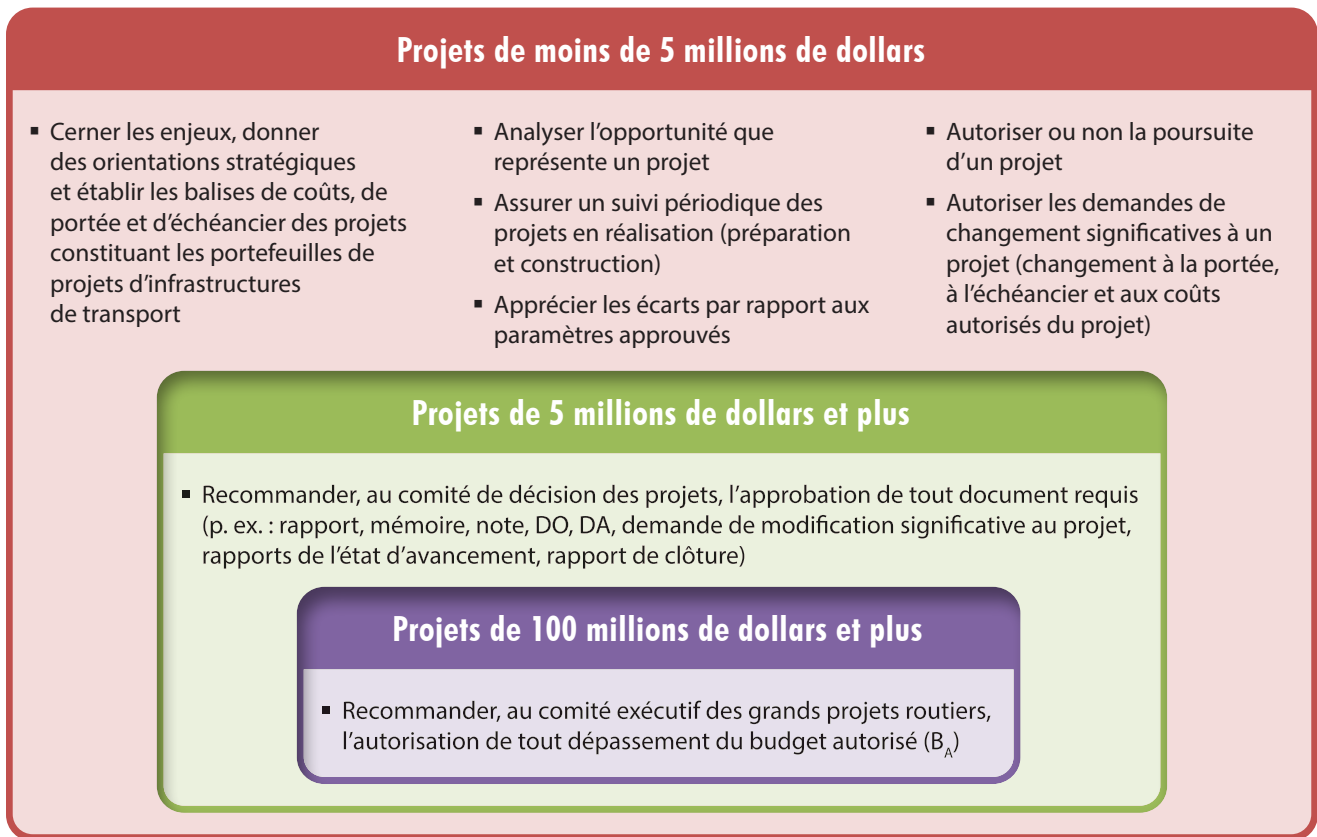 Projets de moins de 5 millions de dollars
▪ Cerner les enjeux, donner
des orientations stratégiques
et établir les balises de coûts, de
portée et d’échéancier des projets
constituant les portefeuilles de
projets d’infrastructures
de transport
▪ Analyser l’opportunité que
représente un projet
▪ Assurer un suivi périodique des
projets en réalisation (préparation
et construction)
▪ Apprécier les écarts par rapport aux
paramètres approuvés
▪ Autoriser ou non la poursuite
d’un projet
▪ Autoriser les demandes de
changement significatives à un
projet (changement à la portée,
à l’échéancier et aux coûts
autorisés du projet)
Projets de 5 millions de dollars et plus
▪ Recommander, au comité de décision des projets, l’approbation de tout document requis
(p. ex. : rapport, mémoire, note, DO, DA, demande de modification significative au projet,
rapports de l’état d’avancement, rapport de clôture)
Projets de 100 millions de dollars et plus
▪ Recommander, au comité exécutif des grands projets routiers,
l’autorisation de tout dépassement du budget autorisé (B_A)